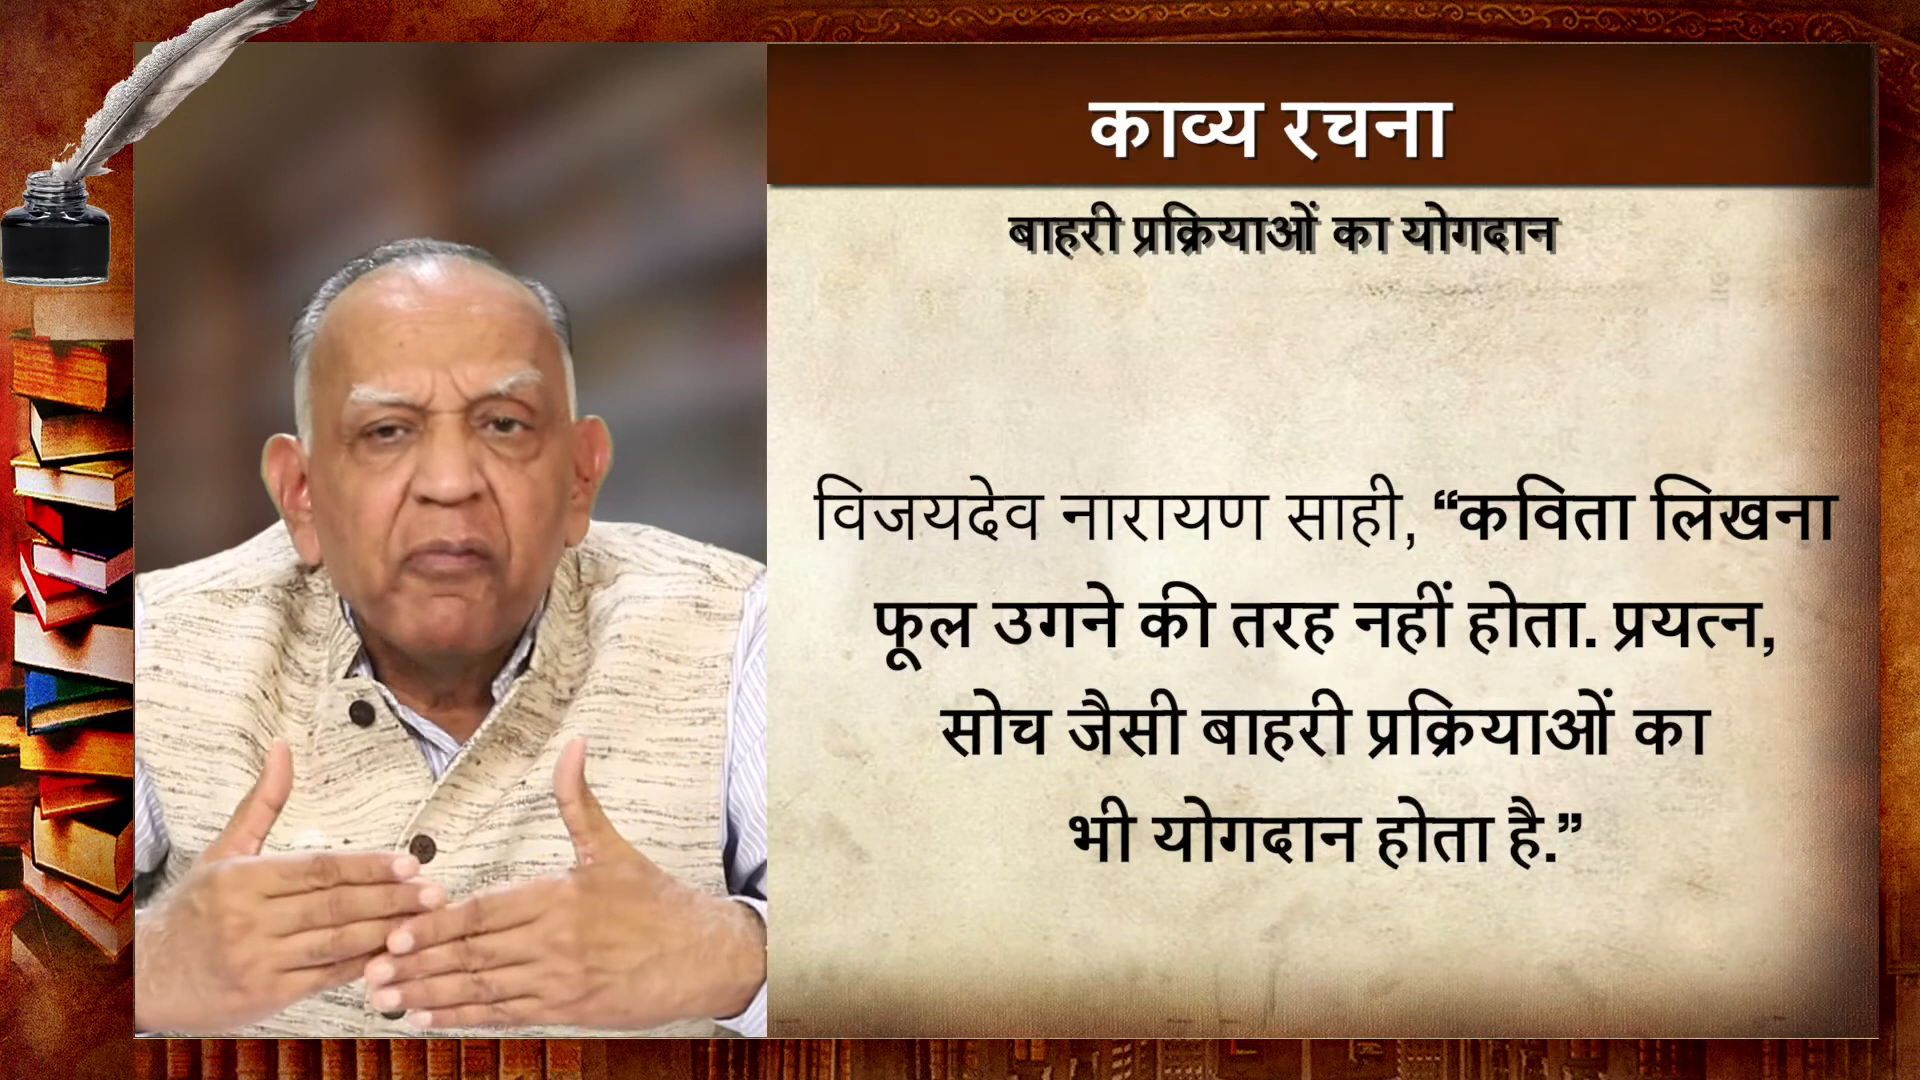 काव्य रचना
बाहरी प्रक्रियाओं का योगदान
विजयदेव नारायण साही, “कविता लिखना
फूल उगने की तरह नहीं होता. प्रयत्न,
सोच जैसी बाहरी प्रक्रियाओं का
भी योगदान होता है.”